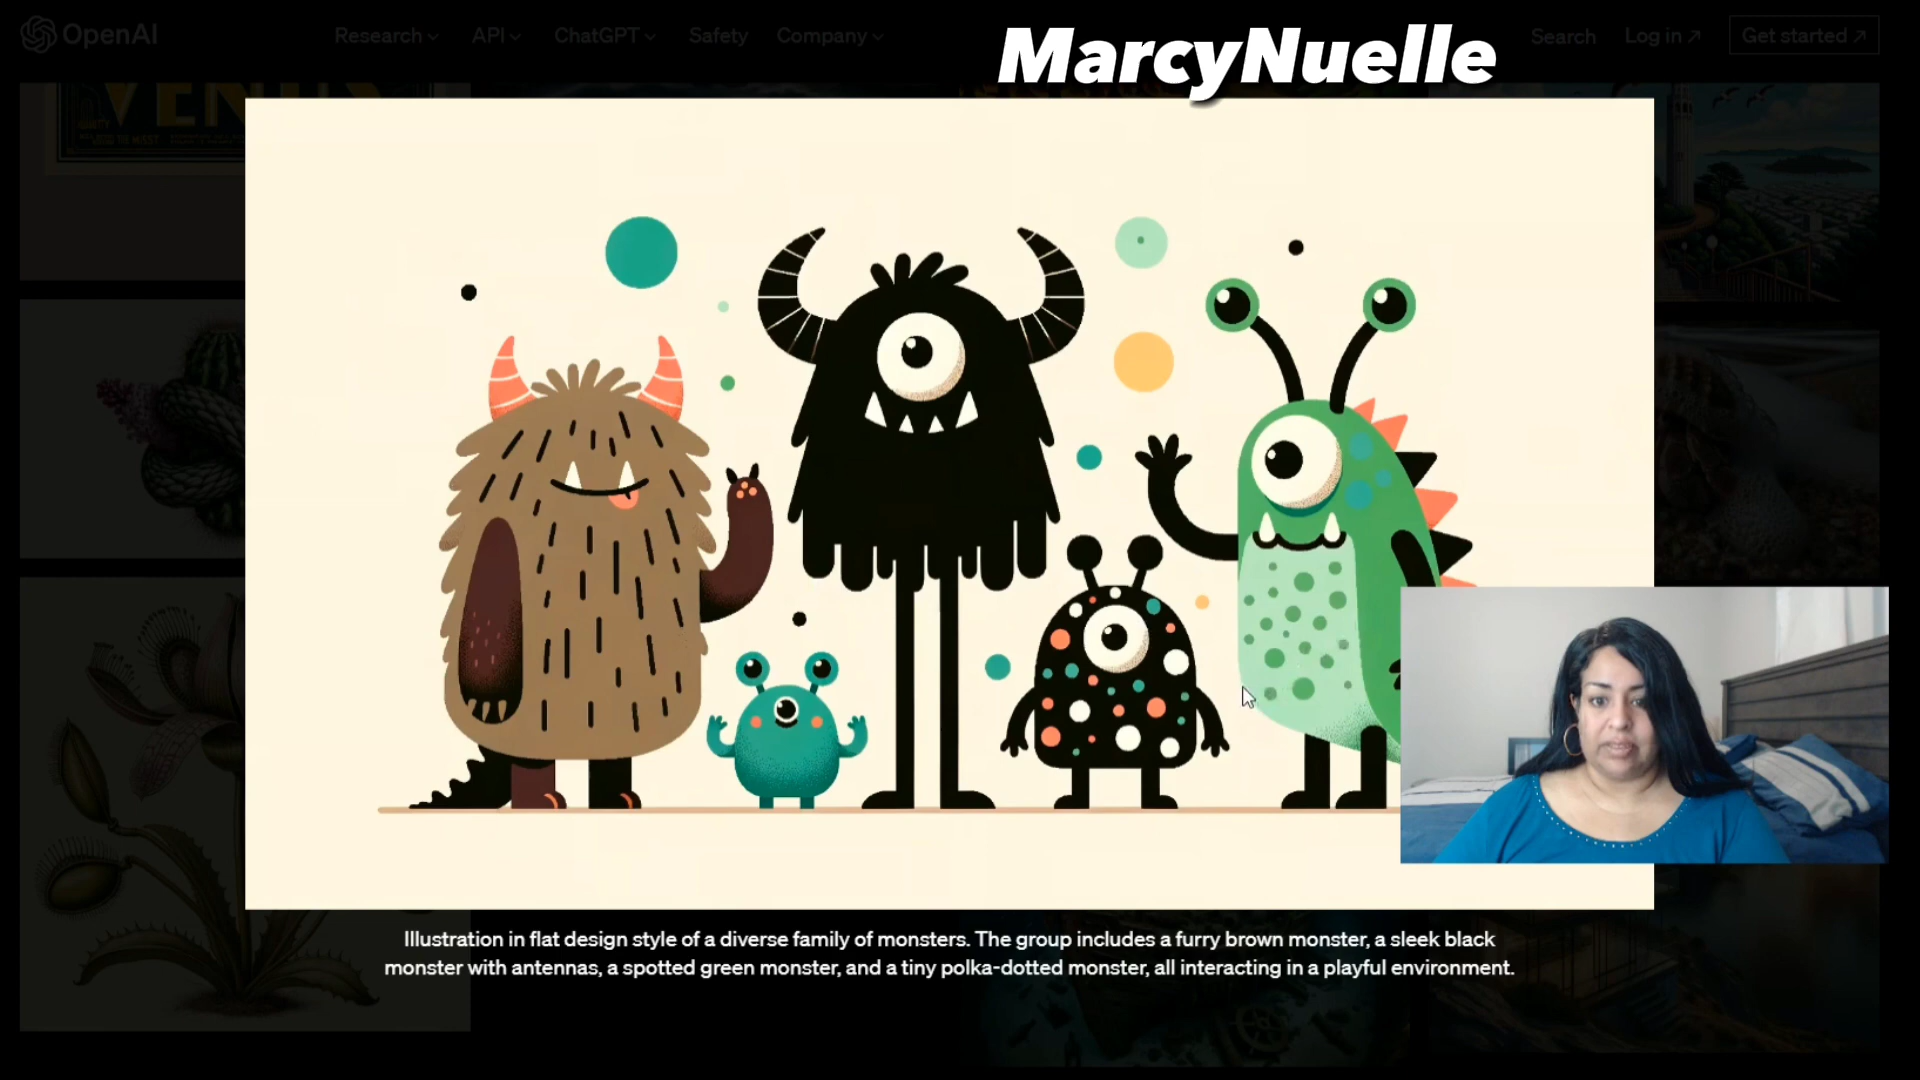 OpenAI
Research
API
ChatGPT
Safety
Company
MarcyNuelle
Search
Log in ↗
Get started ↗
VENUS
Illustration in flat design style of a diverse family of monsters. The group includes a furry brown monster, a sleek black
monster with antennas, a spotted green monster, and a tiny polka-dotted monster, all interacting in a playful environment.